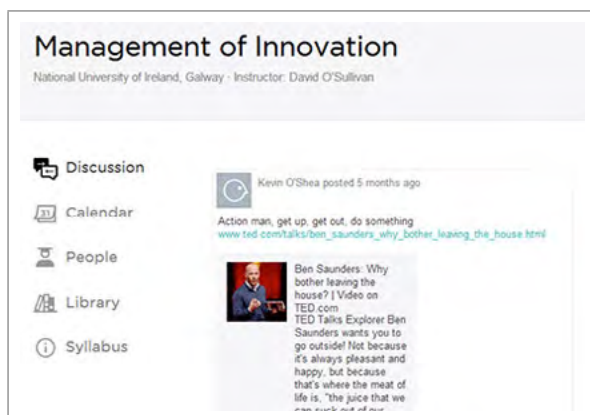 Management of Innovation
National University of Ireland, Galway · Instructor: David O'Sullivan
Discussion
Calendar
People
Library
Syllabus
Kevin O'Shea posted 5 months ago
Action man, get up, get out, do something
www.ted.com/talks/ben_saunders_why_bother_leaving_the_house.html
Ben Saunders: Why
bother leaving the
house? | Video on
TED.com
TED Talks Explorer Ben
Saunders wants you to
go outside! Not because
it's always pleasant and
happy, but because
that's where the meat of
life is, "the juice that we
can suck out of our